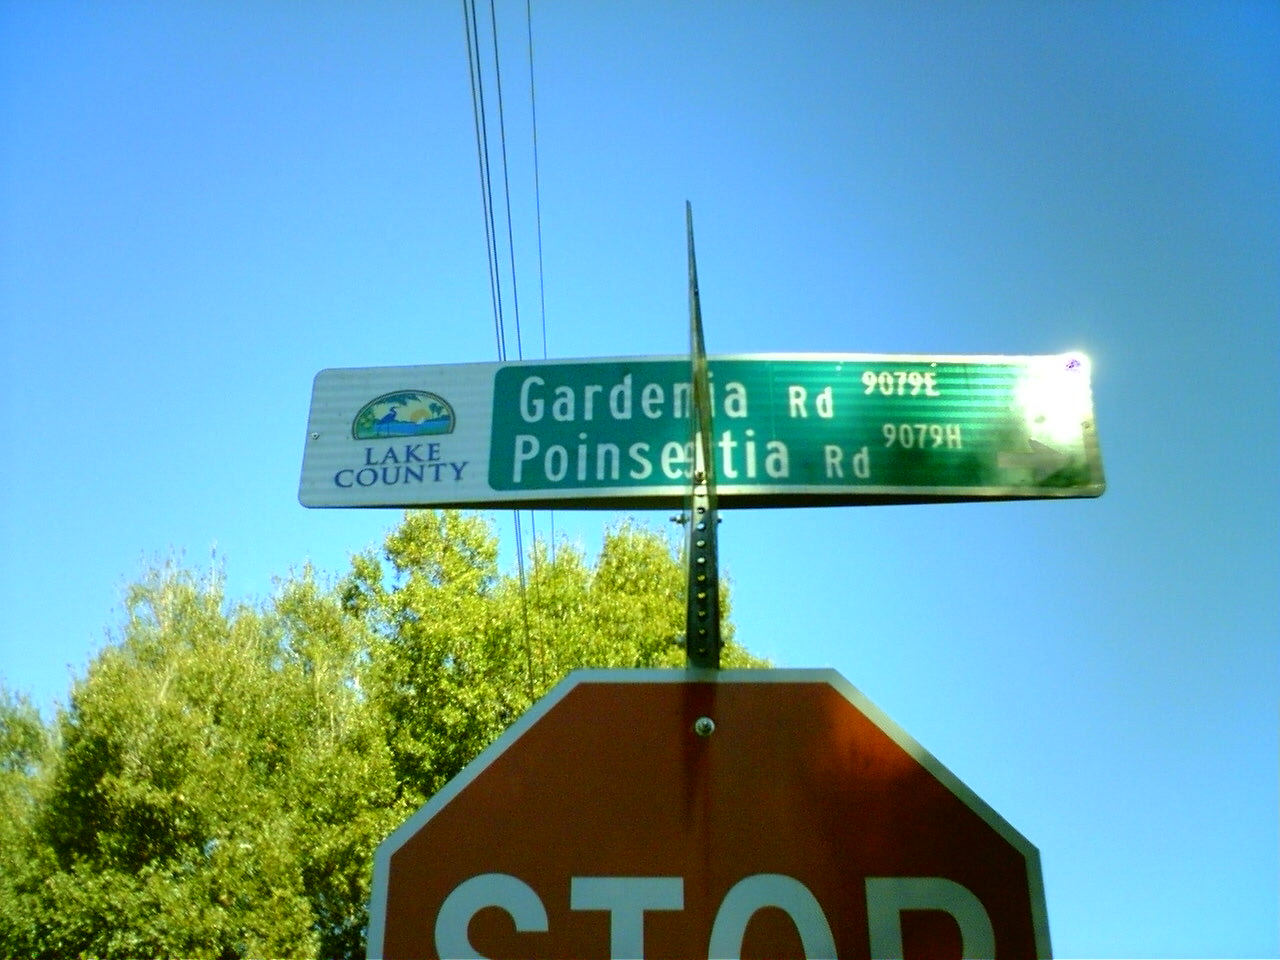 LAKE
COUNTY
Gardenia Rd 9079E
Poinsettia Rd 9079H
STOP